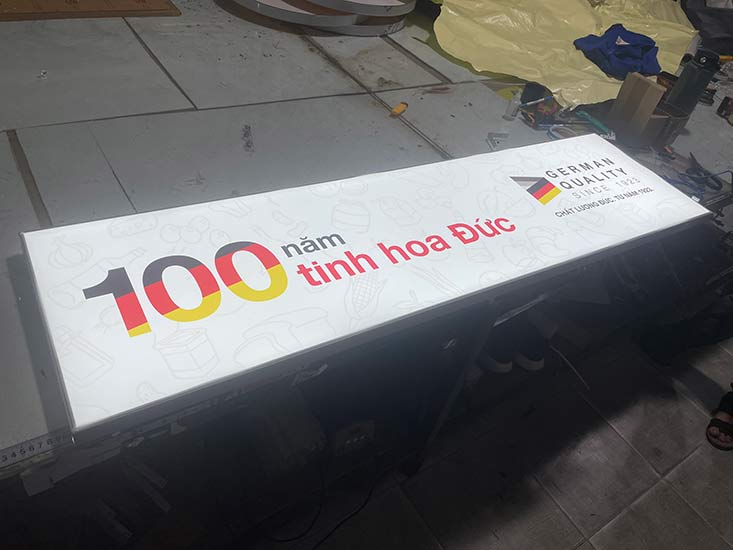 100 năm
tinh hoa Đức
GERMAN
QUALITY
SINCE 1923
CHẤT LƯỢNG ĐỨC. TỪ NĂM 1923.